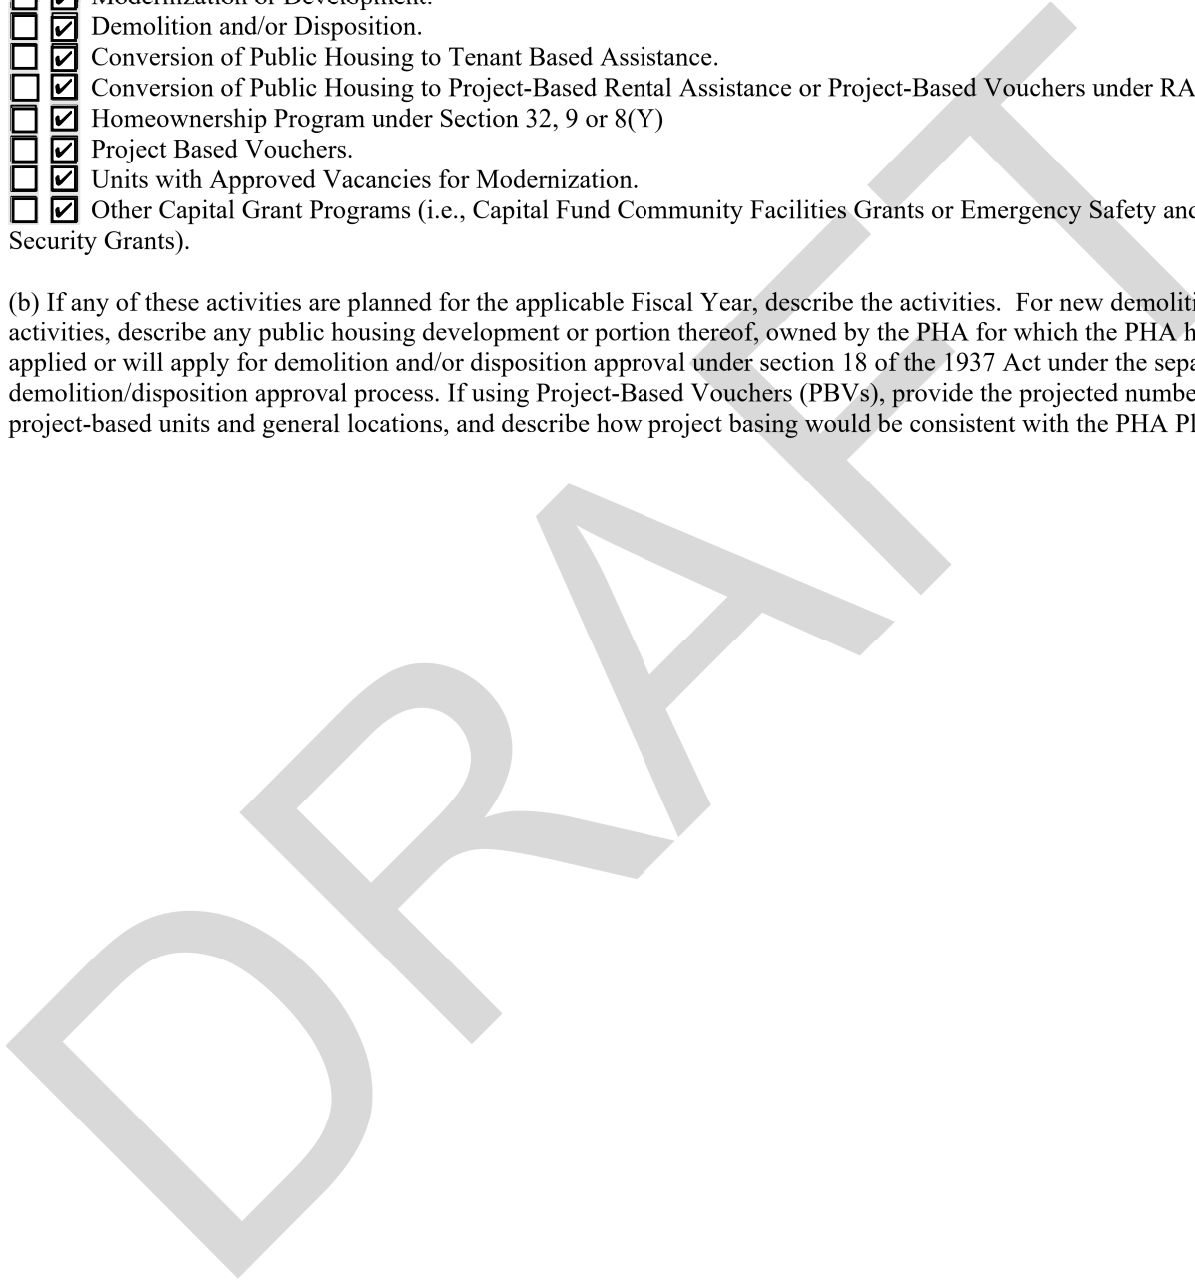 ☐ ☑ Modernization or Development.
☐ ☑ Demolition and/or Disposition.
☐ ☑ Conversion of Public Housing to Tenant Based Assistance.
☐ ☑ Conversion of Public Housing to Project-Based Rental Assistance or Project-Based Vouchers under RA
☐ ☑ Homeownership Program under Section 32, 9 or 8(Y)
☐ ☑ Project Based Vouchers.
☐ ☑ Units with Approved Vacancies for Modernization.
☐ ☑ Other Capital Grant Programs (i.e., Capital Fund Community Facilities Grants or Emergency Safety and
Security Grants).
(b) If any of these activities are planned for the applicable Fiscal Year, describe the activities.  For new demoliti
activities, describe any public housing development or portion thereof, owned by the PHA for which the PHA h
applied or will apply for demolition and/or disposition approval under section 18 of the 1937 Act under the sepa
demolition/disposition approval process. If using Project-Based Vouchers (PBVs), provide the projected numbe
project-based units and general locations, and describe how project basing would be consistent with the PHA Pl
DRAFT